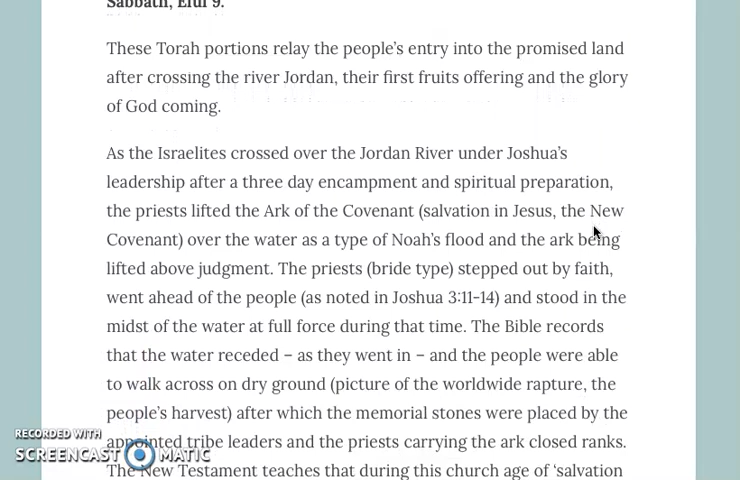 Sabbath, Elul 9.
These Torah portions relay the people's entry into the promised land
after crossing the river Jordan, their first fruits offering and the glory
of God coming.
As the Israelites crossed over the Jordan River under Joshua's
leadership after a three day encampment and spiritual preparation,
the priests lifted the Ark of the Covenant (salvation in Jesus, the New
Covenant) over the water as a type of Noah's flood and the ark being
lifted above judgment. The priests (bride type) stepped out by faith,
went ahead of the people (as noted in Joshua 3:11-14) and stood in the
midst of the water at full force during that time. The Bible records
that the water receded – as they went in – and the people were able
to walk across on dry ground (picture of the worldwide rapture, the
people's harvest) after which the memorial stones were placed by the
appointed tribe leaders and the priests carrying the ark closed ranks.
The New Testament teaches that during this church age of 'salvation
RECORDED WITH
SCREENCAST MATIC